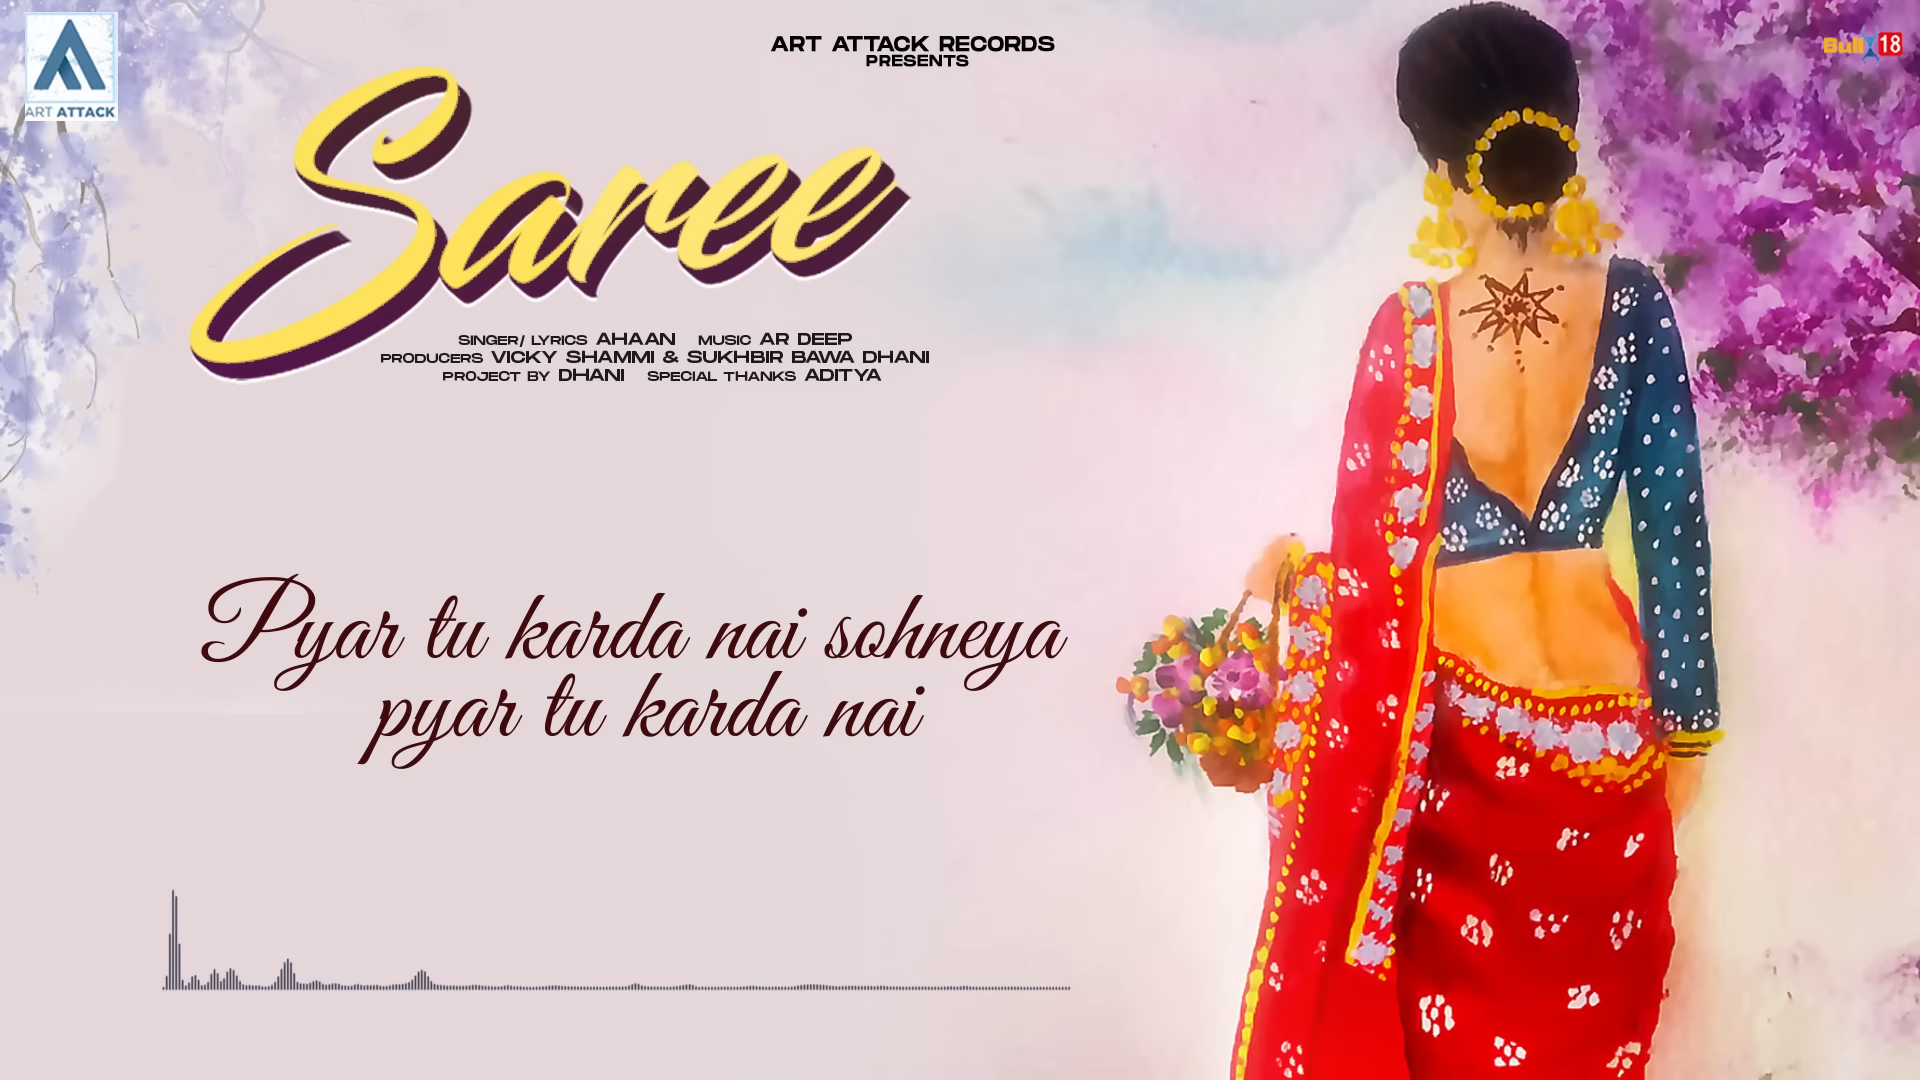 ART ATTACK
ART ATTACK RECORDS
PRESENTS
Bull 18
Saree
SINGER/ LYRICS AHAAN MUSIC AR DEEP
PRODUCERS VICKY SHAMMI & SUKHBIR BAWA DHANI
PROJECT BY DHANI SPECIAL THANKS ADITYA
Pyar tu karda nai sohneya
pyar tu karda nai